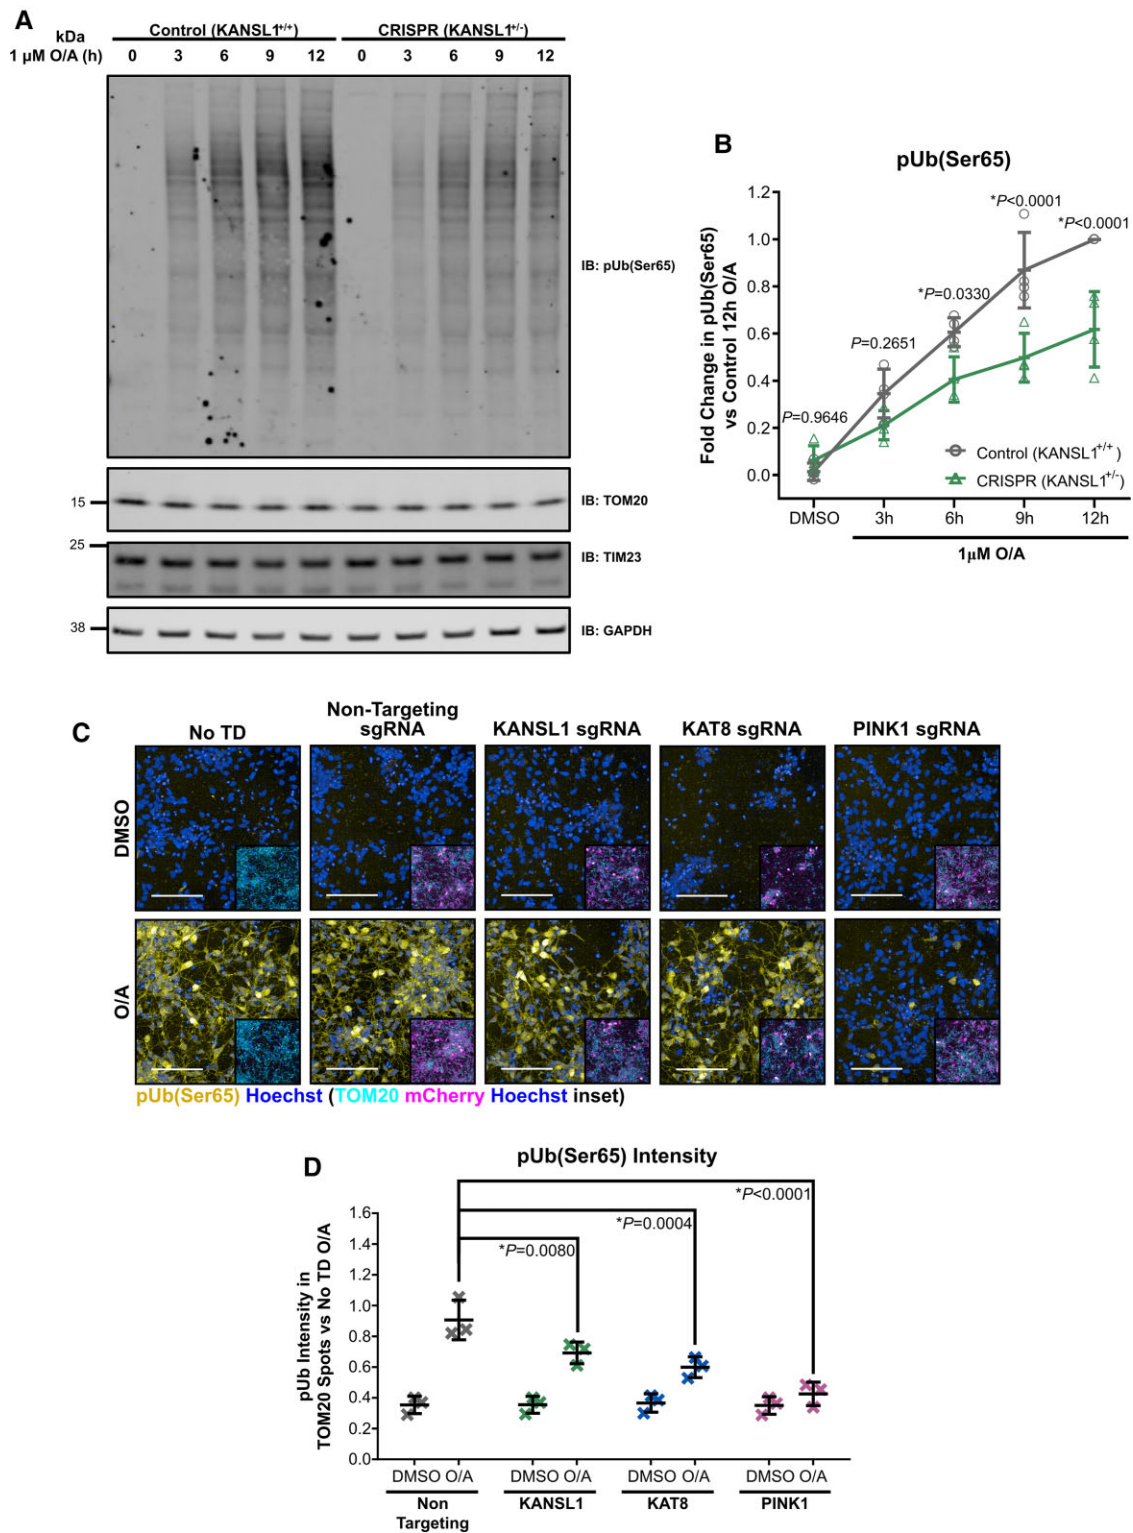 A
kDa
Control (KANSL1+/+) CRISPR (KANSL1+/-)
1 µM O/A (h) 0 3 6 9 12 0 3 6 9 12
IB: pUb(Ser65)
15 IB: TOM20
25
IB: TIM23
38 IB: GAPDH
B
pUb(Ser65)
Fold Change in pUb(Ser65)
vs Control 12h O/A
1.2
1.0
0.8
0.6
0.4
0.2
0.0
P=0.9646
P=0.2651
*P=0.0330
*P<0.0001
*P<0.0001
Control (KANSL1+/+)
CRISPR (KANSL1+/-)
DMSO 3h 6h 9h 12h
1µM O/A
C
No TD
Non-Targeting
sgRNA
KANSL1 sgRNA
KAT8 sgRNA
PINK1 sgRNA
DMSO
O/A
pUb(Ser65) Hoechst (TOM20 mCherry Hoechst inset)
D
pUb(Ser65) Intensity
pUb Intensity in
TOM20 Spots vs No TD O/A
1.6
1.4
1.2
1.0
0.8
0.6
0.4
0.2
0.0
*P=0.0080
*P=0.0004
*P<0.0001
DMSO O/A DMSO O/A DMSO O/A DMSO O/A
Non
Targeting
KANSL1
KAT8
PINK1